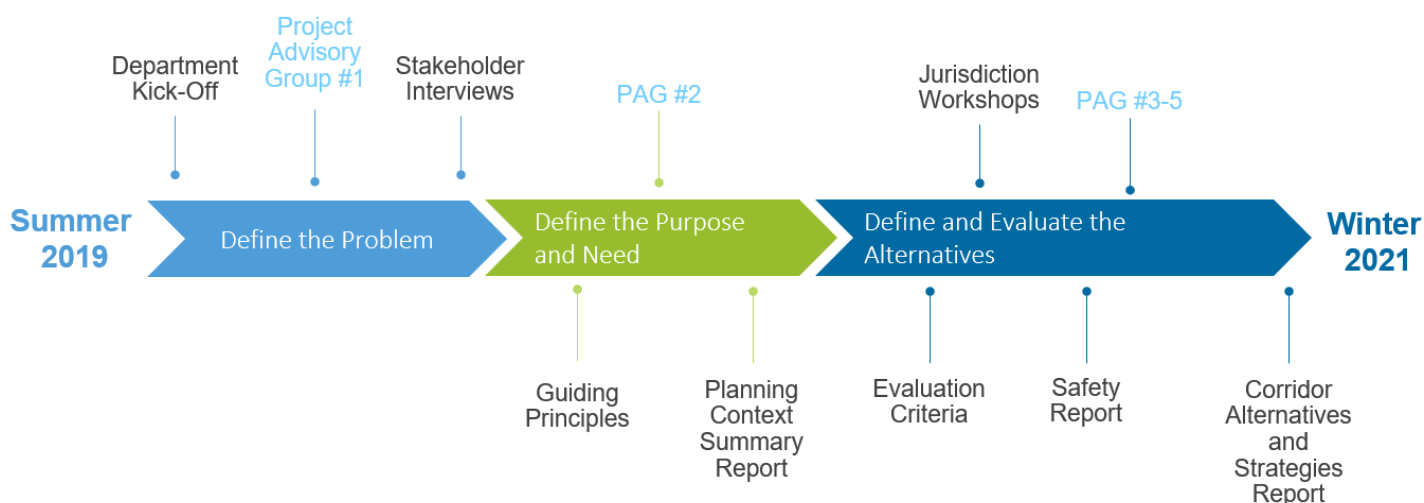 Department
Kick-Off
Project
Advisory
Group #1
Stakeholder
Interviews
PAG #2
Jurisdiction
Workshops
PAG #3-5
Summer
2019
Define the Problem
Define the Purpose
and Need
Define and Evaluate the
Alternatives
Winter
2021
Guiding
Principles
Planning
Context
Summary
Report
Evaluation
Criteria
Safety
Report
Corridor
Alternatives
and
Strategies
Report